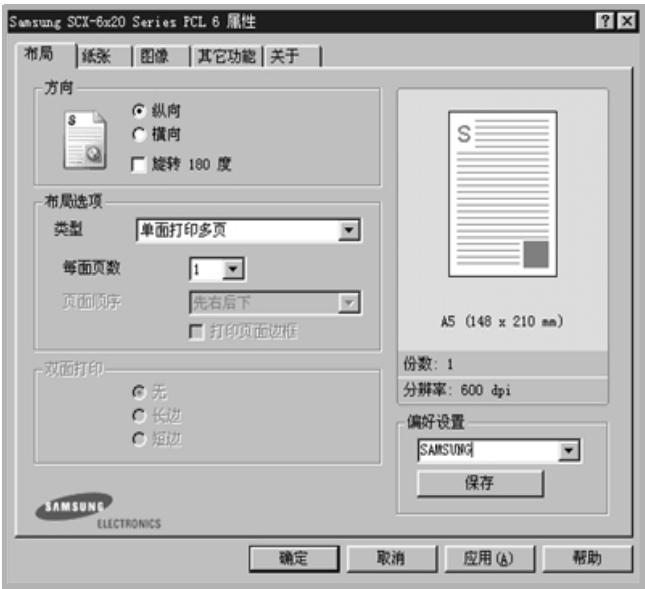 Samsung SCX-6x20 Series PCL 6 属性
布局 纸张 图像 其它功能 关于
方向
S
纵向
横向
旋转 180 度
布局选项
类型 单面打印多页
每面页数 1
页面顺序 先右后下
打印页面边框
双面打印
无
长边
短边
S
A5 (148 x 210 mm)
份数: 1
分辨率: 600 dpi
偏好设置
SAMSUNG
保存
SAMSUNG
ELECTRONICS
确定 取消 应用(A) 帮助